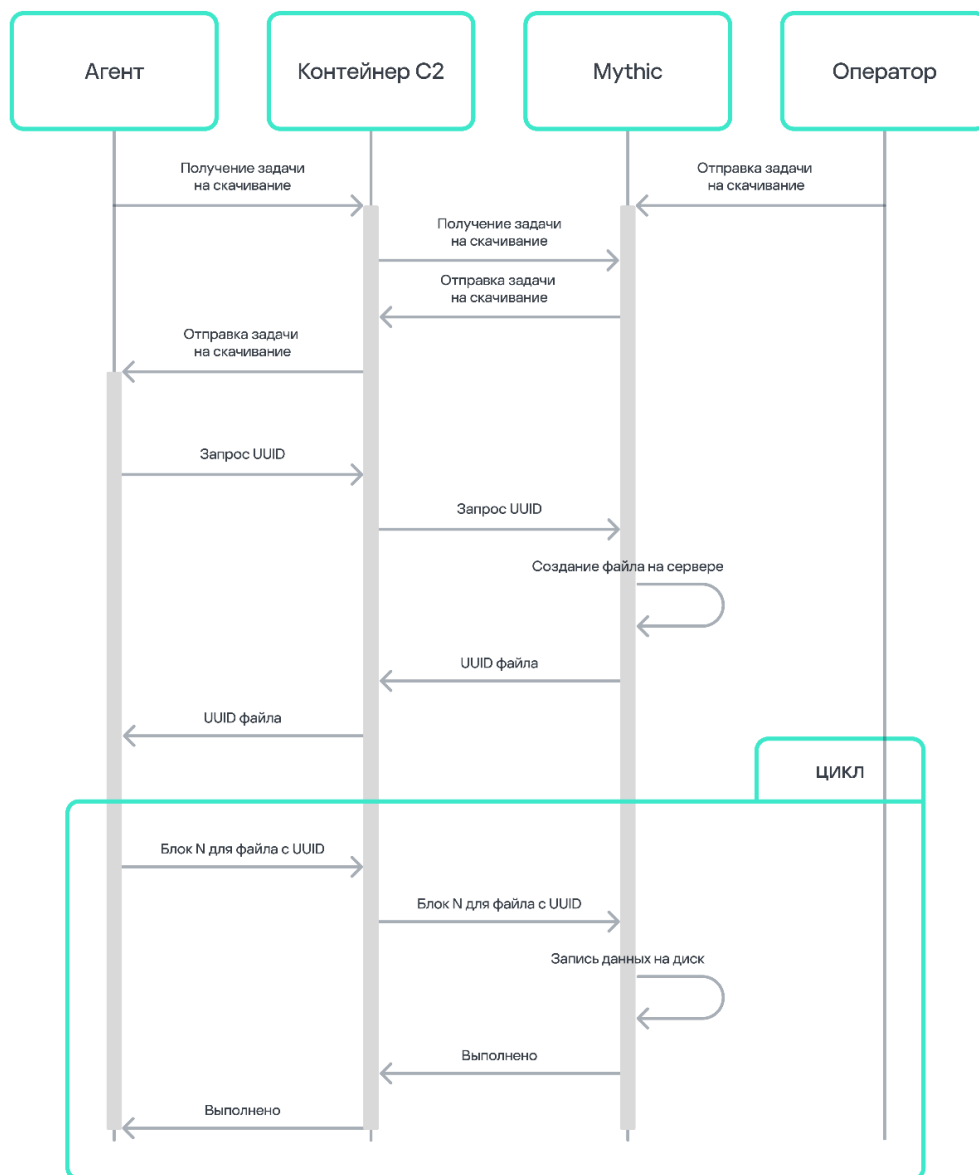 Агент
Контейнер C2
Mythic
Оператор
Получение задачи
на скачивание
Отправка задачи
на скачивание
Получение задачи
на скачивание
Отправка задачи
на скачивание
Отправка задачи
на скачивание
Запрос UUID
Запрос UUID
Создание файла на сервере
UUID файла
UUID файла
ЦИКЛ
Блок N для файла с UUID
Блок N для файла с UUID
Запись данных на диск
Выполнено
Выполнено